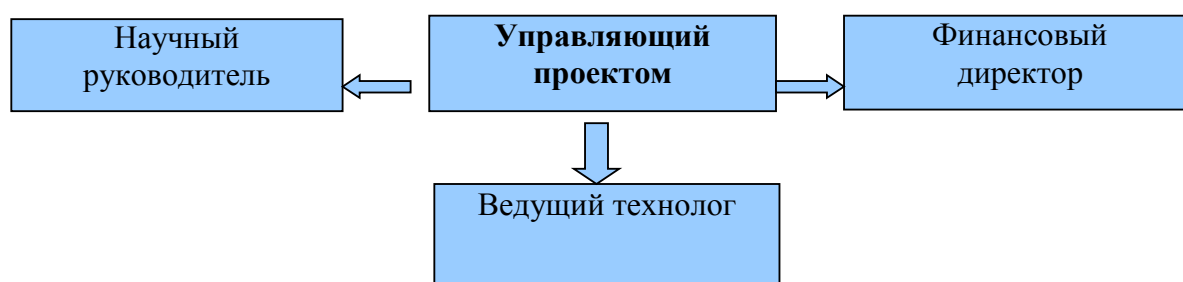 Научный
руководитель
Управляющий
проектом
Финансовый
директор
Ведущий технолог